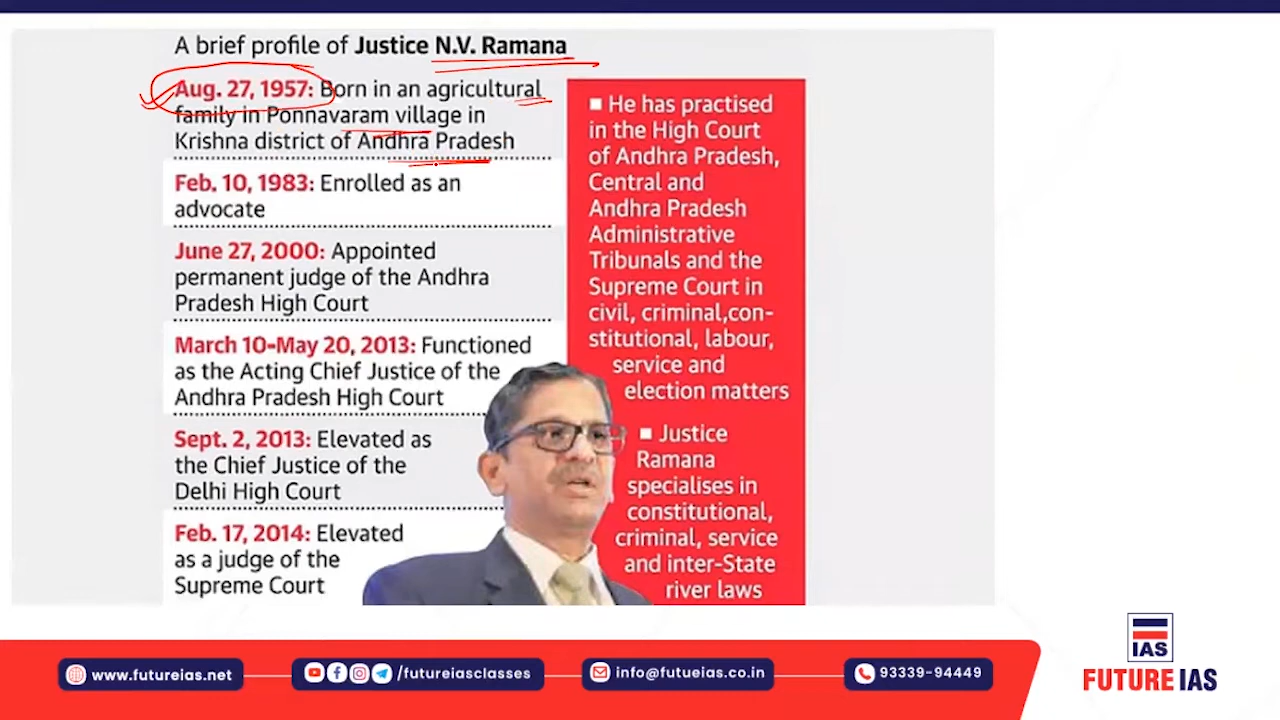 A brief profile of Justice N.V. Ramana
Aug. 27, 1957: Born in an agricultural
family in Ponnavaram village in
Krishna district of Andhra Pradesh
Feb. 10, 1983: Enrolled as an
advocate
June 27, 2000: Appointed
permanent judge of the Andhra
Pradesh High Court
March 10-May 20, 2013: Functioned
as the Acting Chief Justice of the
Andhra Pradesh High Court
Sept. 2, 2013: Elevated as
the Chief Justice of the
Delhi High Court
Feb. 17, 2014: Elevated
as a judge of the
Supreme Court
■ He has practised
in the High Court
of Andhra Pradesh,
Central and
Andhra Pradesh
Administrative
Tribunals and the
Supreme Court in
civil, criminal,con-
stitutional, labour,
service and
election matters
■ Justice
Ramana
specialises in
constitutional,
criminal, service
and inter-State
river laws
www.futureias.net
/futureiasclasses
info@futueias.co.in
93339-94449
IAS
FUTURE IAS